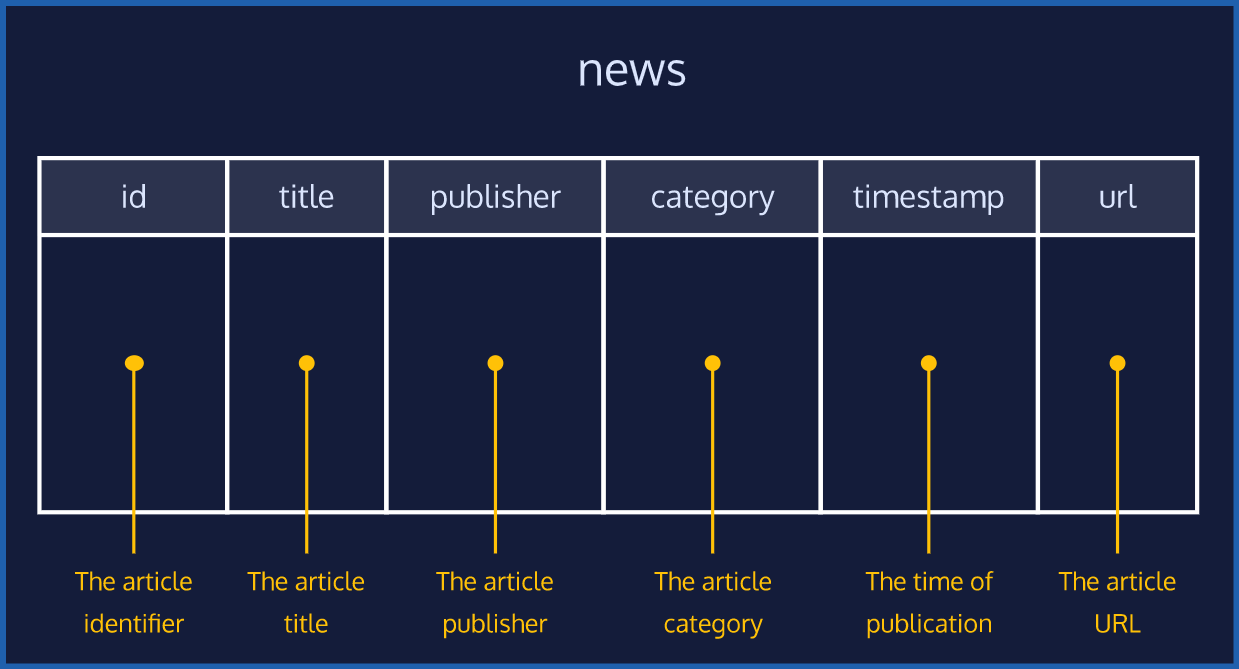 news
id title publisher category timestamp url
The article The article The article The article The time of The article
identifier title publisher category publication URL